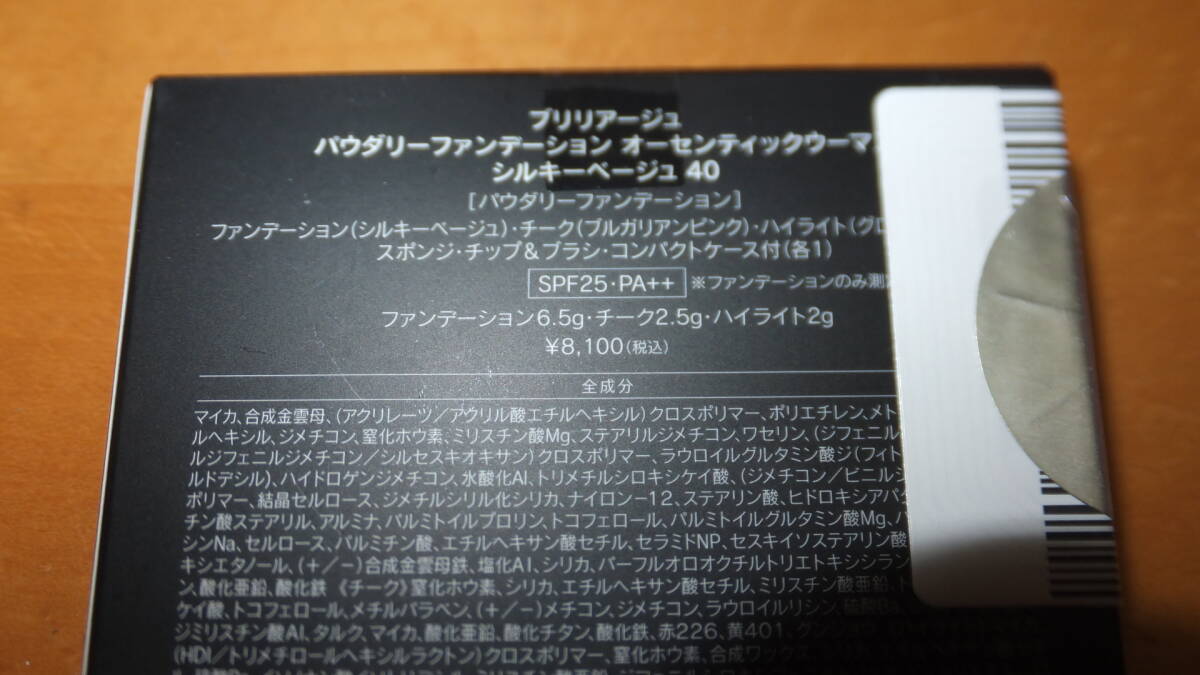 ブリリアージュ
パウダリーファンデーション オーセンティックウーマ
シルキーベージュ 40
[パウダリーファンデーション]
ファンデーション(シルキーベージュ)・チーク(ブルガリアンピンク)・ハイライト(グロ
スポンジ・チップ&ブラシ・コンパクトケース付(各1)
SPF25・PA++ ※ファンデーションのみ測
ファンデーション6.5g・チーク2.5g・ハイライト2g
¥8,100(税込)
全成分
マイカ、合成金雲母、(アクリレーツ/アクリル酸エチルヘキシル)クロスポリマー、ポリエチレン、メト
ルヘキシル、ジメチコン、窒化ホウ素、ミリスチン酸Mg、ステアリルジメチコン、ワセリン、(ジフェニル
ルジフェニルジメチコン/シルセスキオキサン)クロスポリマー、ラウロイルグルタミン酸ジ(フィト
ルドデシル)、ハイドロゲンジメチコン、水酸化Al、トリメチルシロキシケイ酸、(ジメチコン/ビニルジ
ポリマー、結晶セルロース、ジメチルシリル化シリカ、ナイロン-12、ステアリン酸、ヒドロキシアパ
チン酸ステアリル、アルミナ、パルミトイルプロリン、トコフェロール、パルミトイルグルタミン酸Mg、パ
シンNa、セルロース、パルミチン酸、エチルヘキサン酸セチル、セラミドNP、セスキイソステアリン酸
キシエタノール、(+/-)合成金雲母鉄、塩化Al、シリカ、パーフルオロオクチルトリエトキシシラン
ン、酸化亜鉛、酸化鉄 《チーク》窒化ホウ素、シリカ、エチルヘキサン酸セチル、ミリスチン酸亜鉛、ト
ケイ酸、トコフェロール、メチルパラベン、(+/-)メチコン、ジメチコン、ラウロイルリシン、硫酸Ba、
ジミリスチン酸Al、タルク、マイカ、酸化亜鉛、酸化チタン、酸化鉄、赤226、黄401、グンジョウ、
(HDI/トリメチロールヘキシルラクトン)クロスポリマー、窒化ホウ素、合成ワックス、